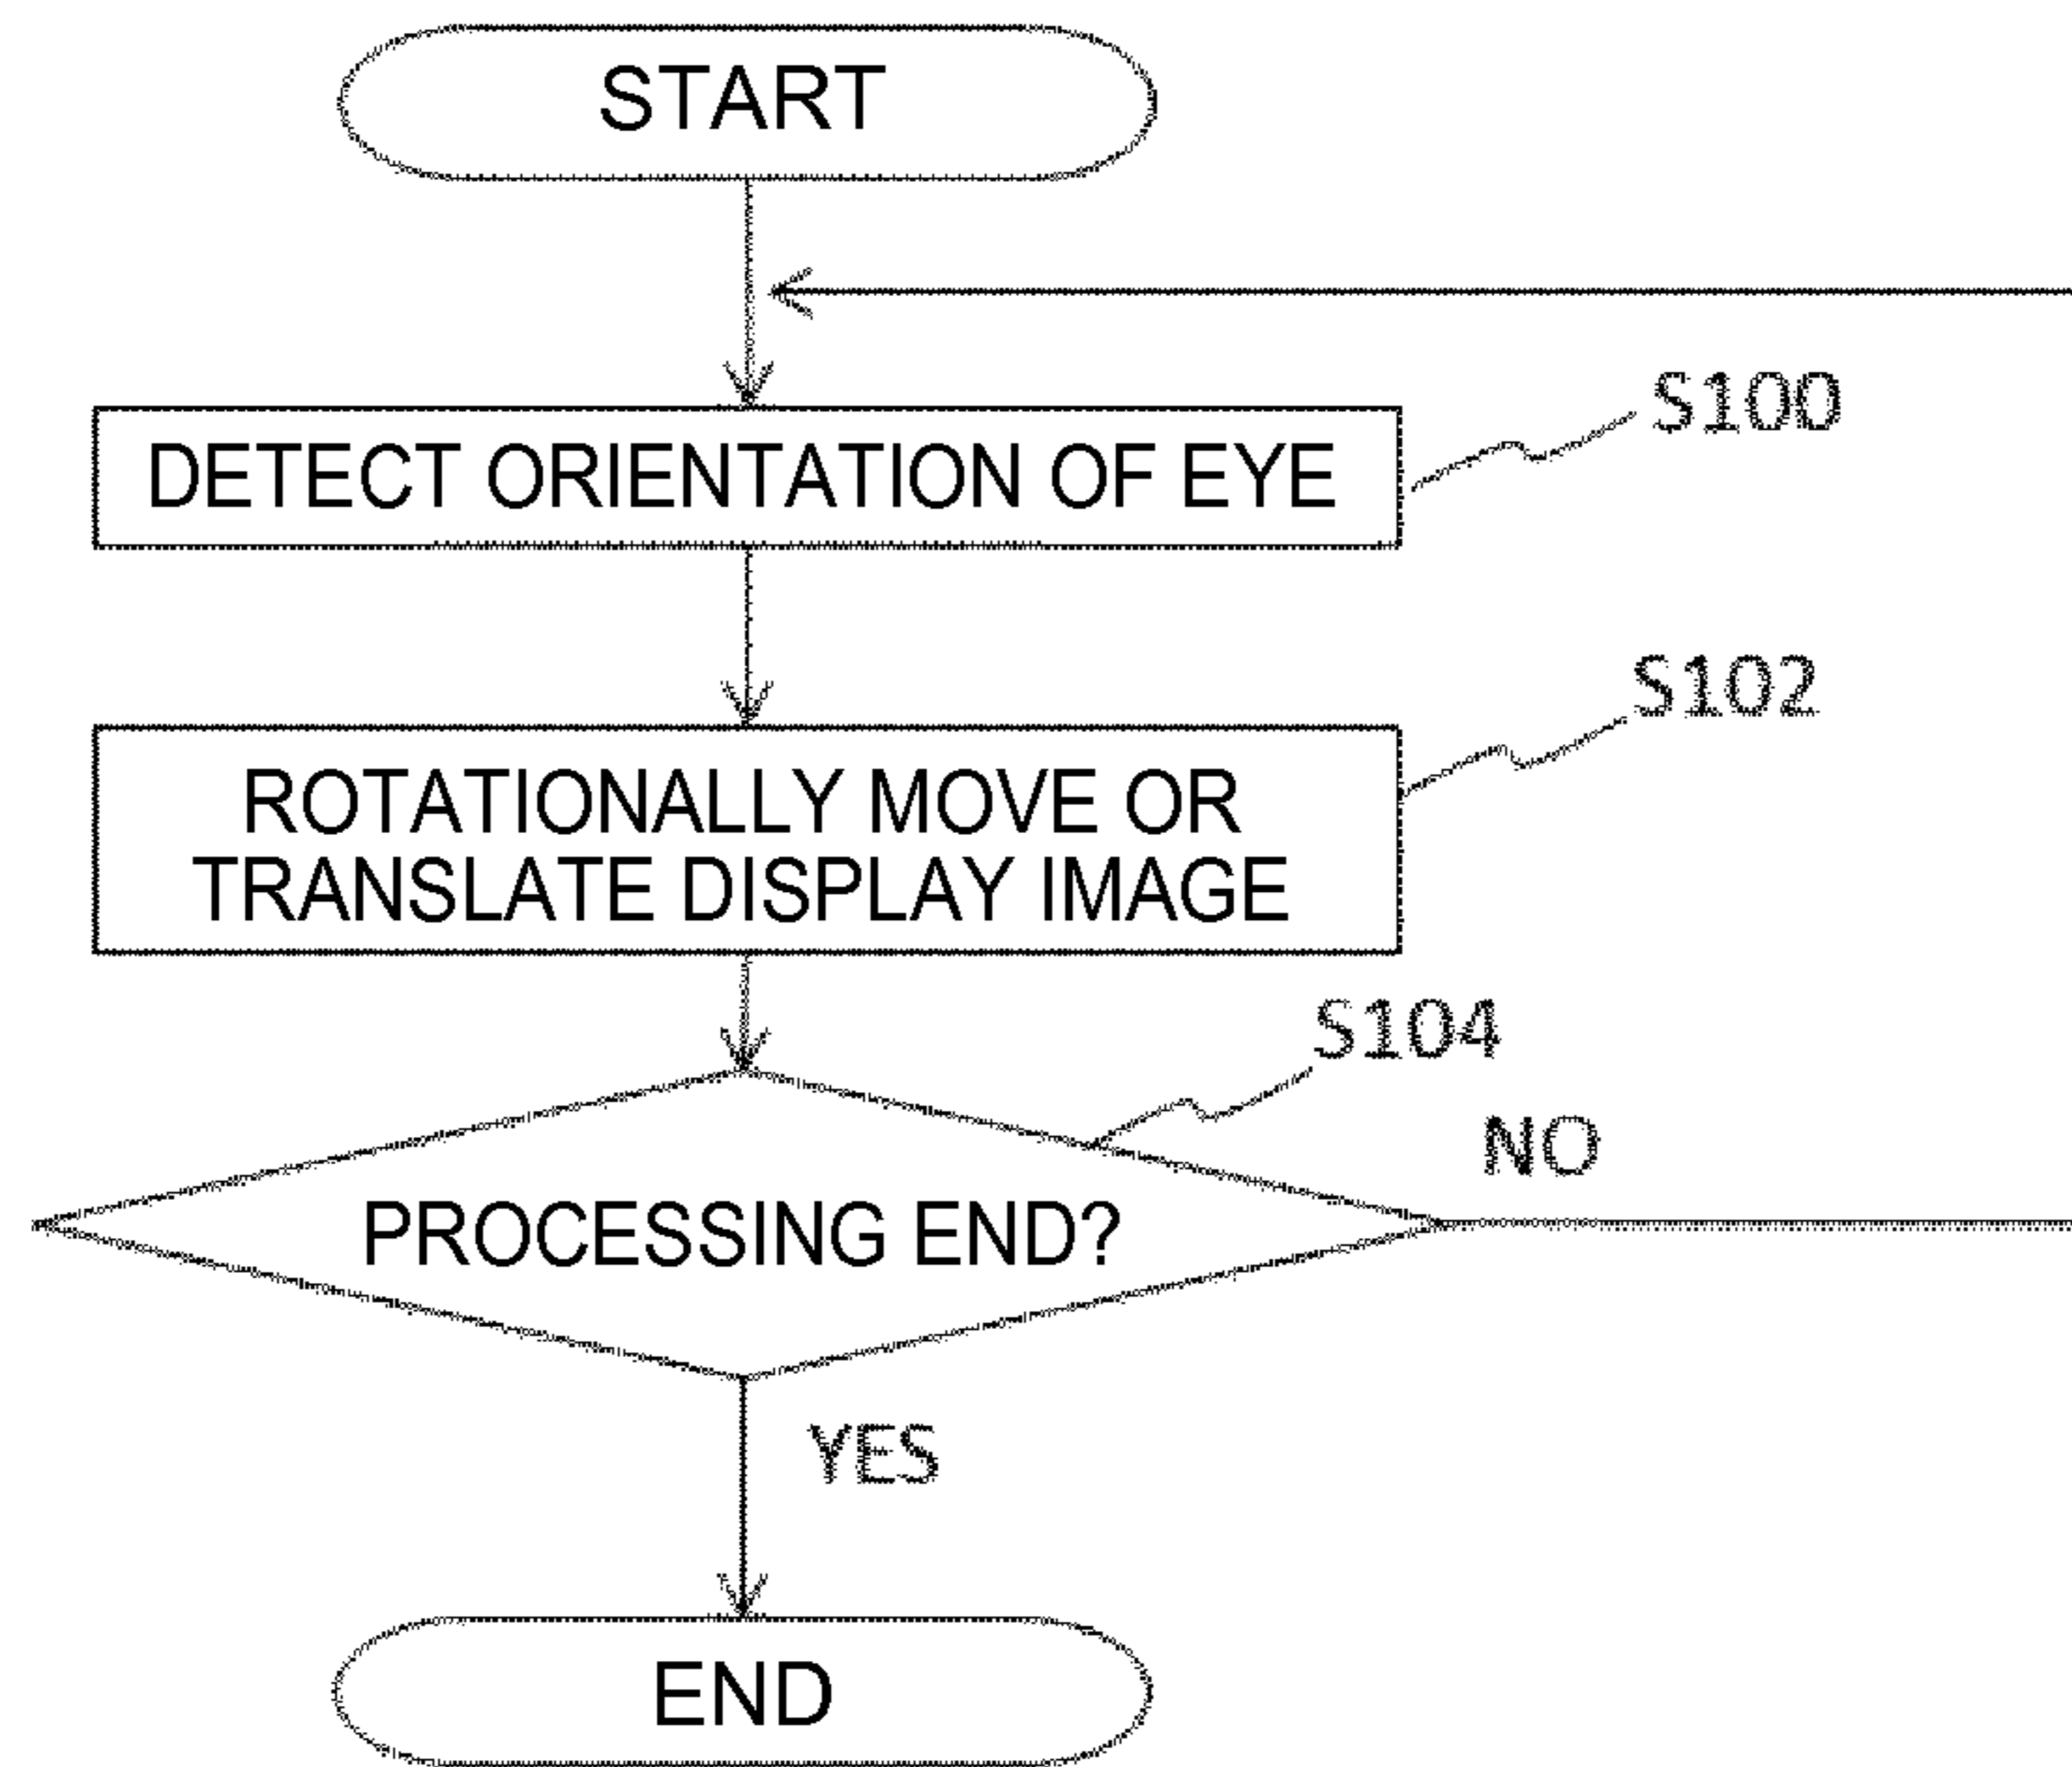 START
S100
DETECT ORIENTATION OF EYE
S102
ROTATIONALLY MOVE OR
TRANSLATE DISPLAY IMAGE
S104
NO
PROCESSING END?
YES
END